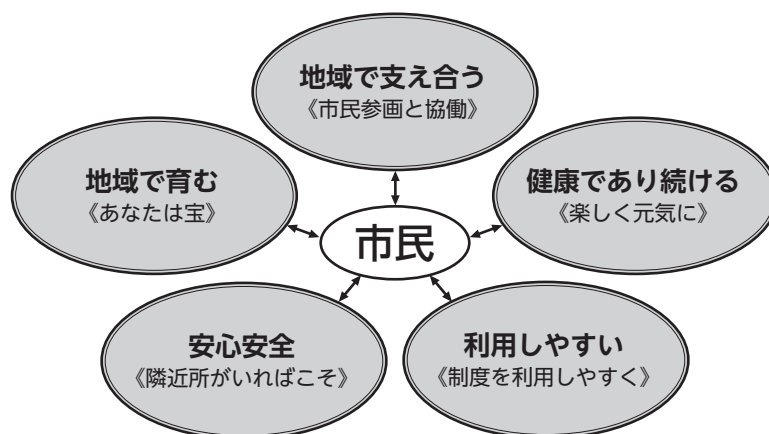 地域で支え合う
《市民参画と協働》
地域で育む
《あなたは宝》
健康であり続ける
《楽しく元気に》
市民
安心安全
《隣近所がいればこそ》
利用しやすい
《制度を利用しやすく》